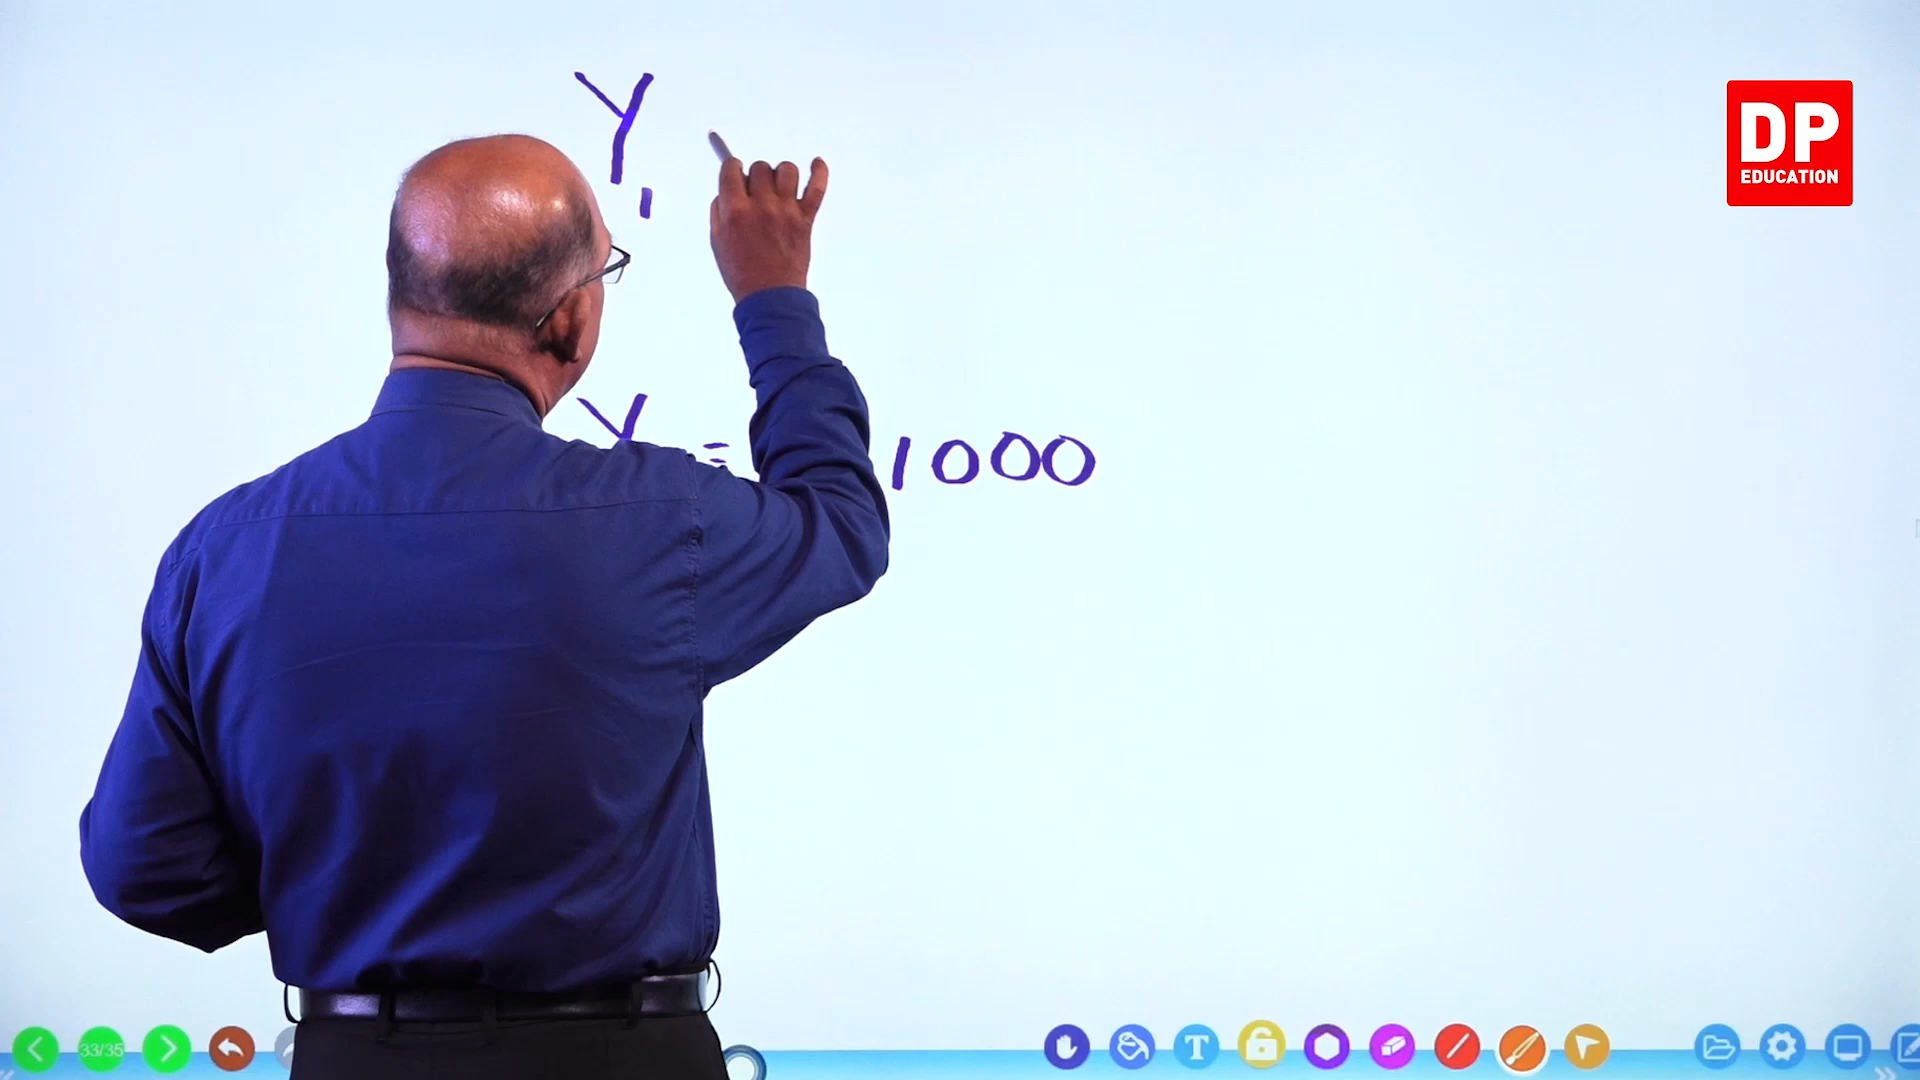 DP
EDUCATION
Y1
Y = 1000
33/35
T